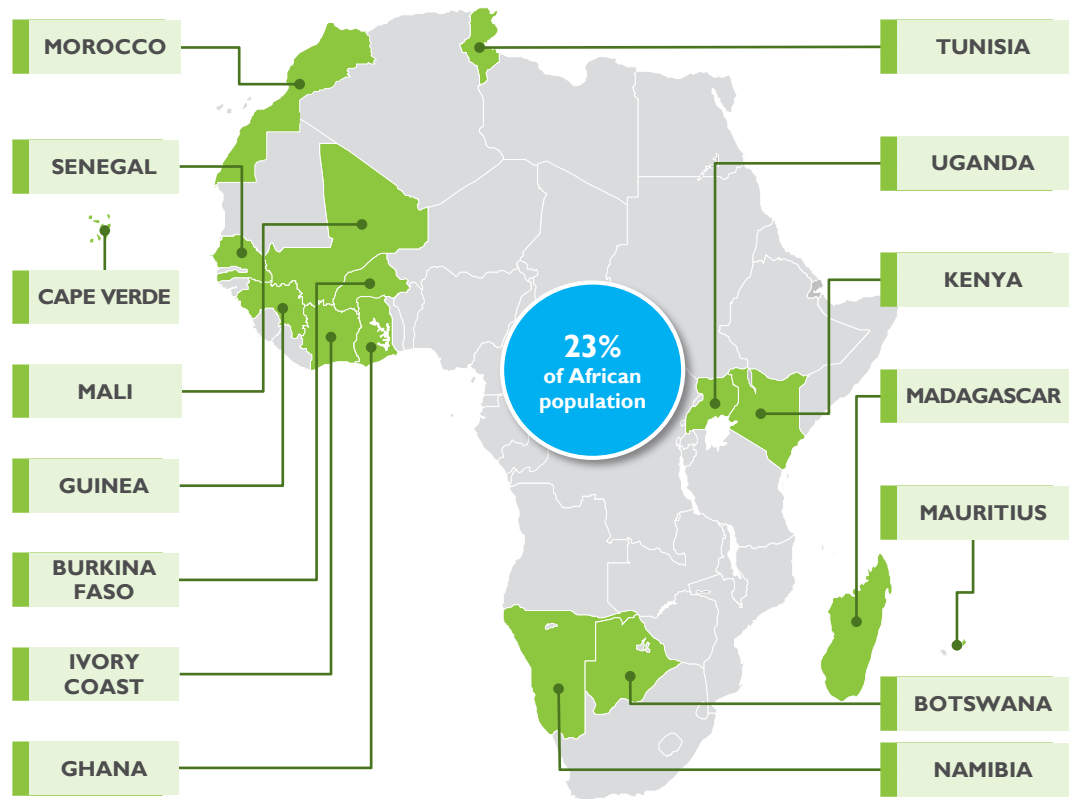 MOROCCO
SENEGAL
CAPE VERDE
MALI
GUINEA
BURKINA
FASO
IVORY
COAST
GHANA
23%
of African
population
TUNISIA
UGANDA
KENYA
MADAGASCAR
MAURITIUS
BOTSWANA
NAMIBIA